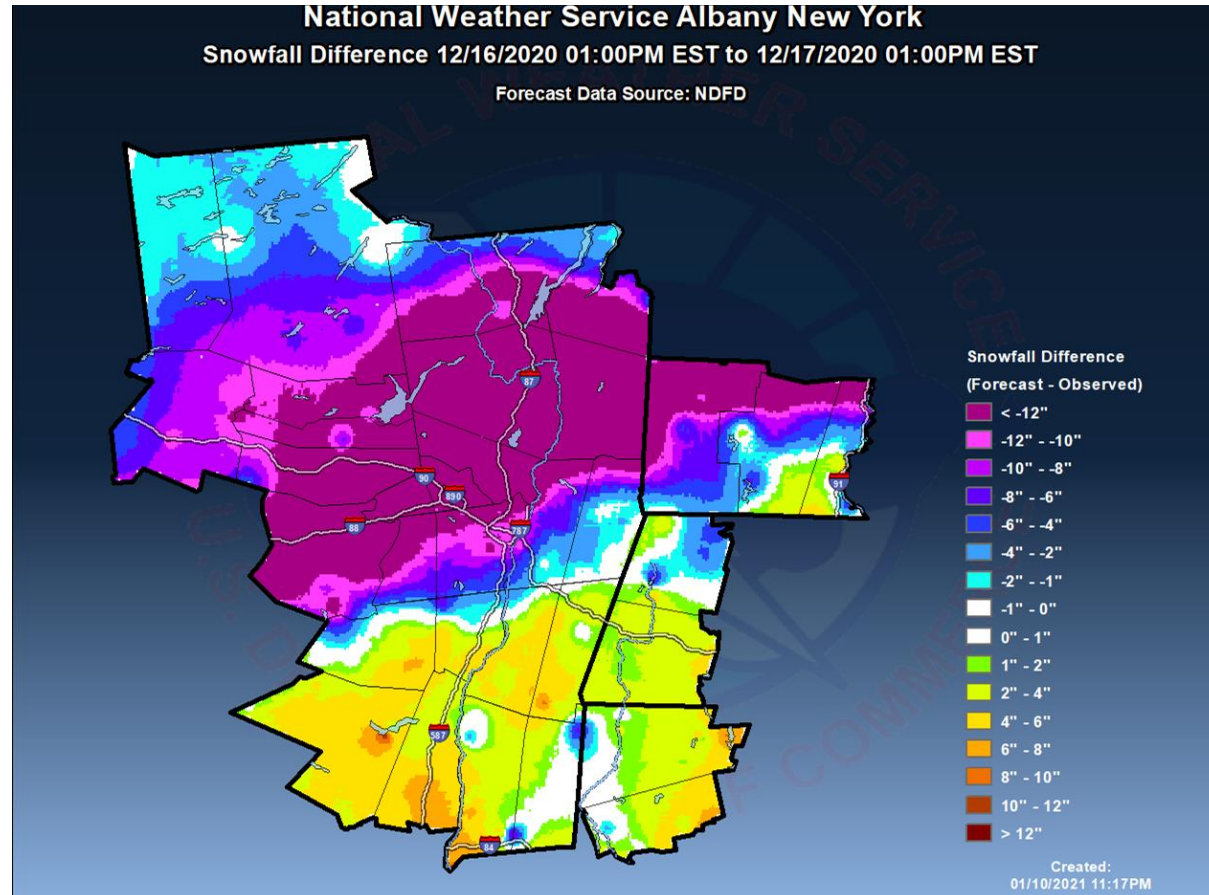 National Weather Service Albany New York
Snowfall Difference 12/16/2020 01:00PM EST to 12/17/2020 01:00PM EST
Forecast Data Source: NDFD
87
90
890
88
787
91
587
84
Snowfall Difference
(Forecast - Observed)
< -12"
-12" - -10"
-10" - -8"
-8" - -6"
-6" - -4"
-4" - -2"
-2" - -1"
-1" - 0"
0" - 1"
1" - 2"
2" - 4"
4" - 6"
6" - 8"
8" - 10"
10" - 12"
> 12"
Created:
01/10/2021 11:17PM